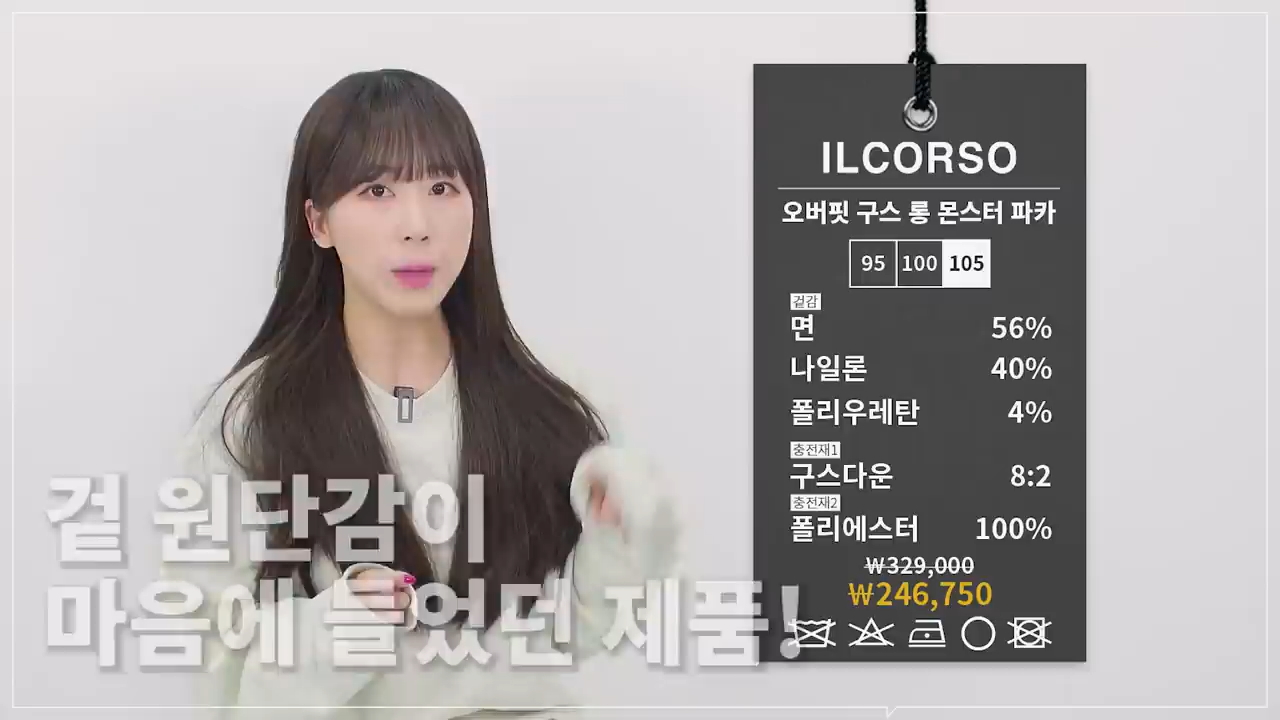 ILCORSO
오버핏 구스 롱 몬스터 파카
95 100 105
겉감
면 56%
나일론 40%
폴리우레탄 4%
충전재1
구스다운 8:2
충전재2
폴리에스터 100%
₩329,000
₩246,750
겉 원단감이
마음에 들었던 제품!